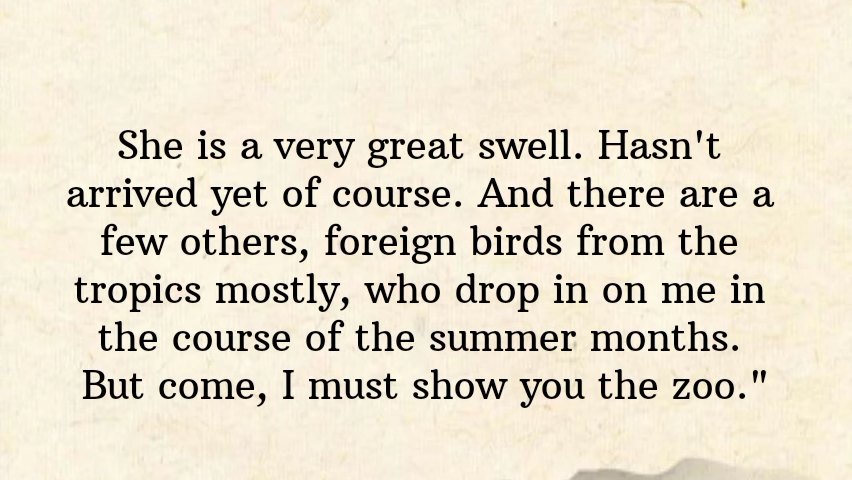 She is a very great swell. Hasn't
arrived yet of course. And there are a
few others, foreign birds from the
tropics mostly, who drop in on me in
the course of the summer months.
But come, I must show you the zoo."